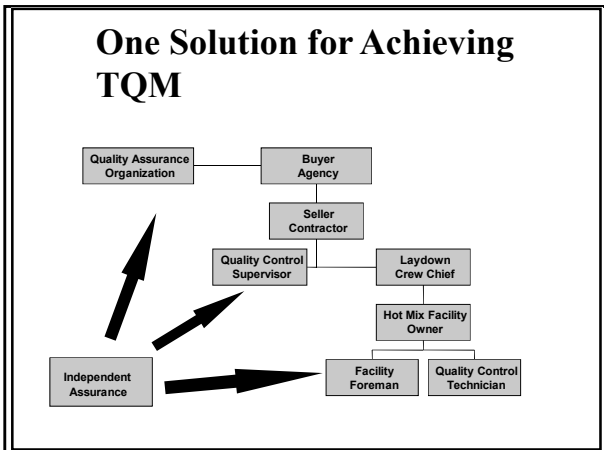 One Solution for Achieving
TQM
Quality Assurance
Organization
Buyer
Agency
Seller
Contractor
Quality Control
Supervisor
Laydown
Crew Chief
Hot Mix Facility
Owner
Independent
Assurance
Facility
Foreman
Quality Control
Technician